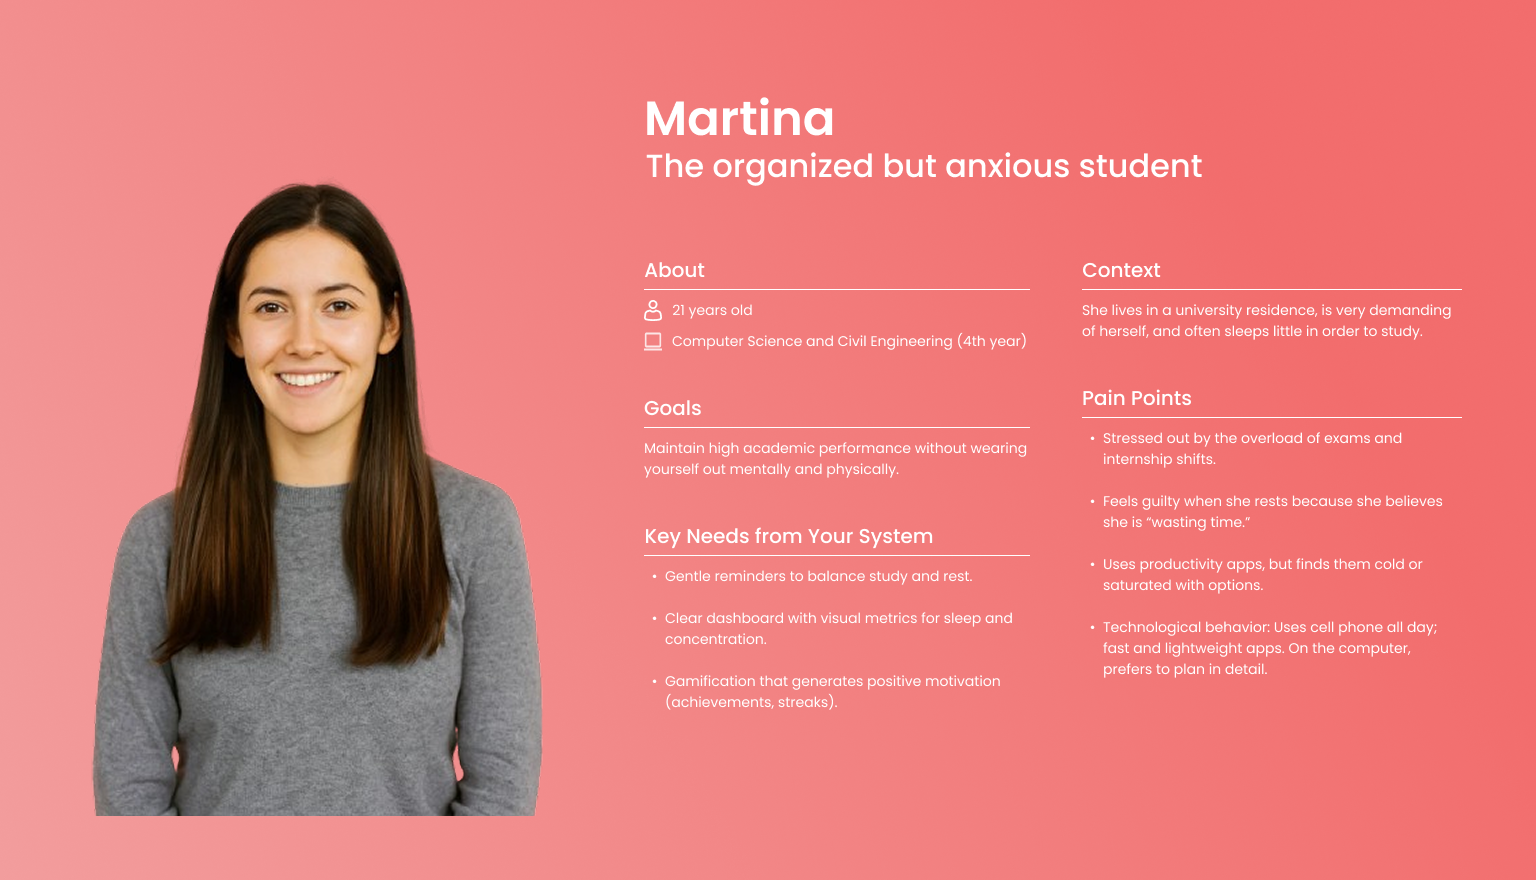 Martina
The organized but anxious student
About
21 years old
Computer Science and Civil Engineering (4th year)
Goals
Maintain high academic performance without wearing
yourself out mentally and physically.
Key Needs from Your System
• Gentle reminders to balance study and rest.
• Clear dashboard with visual metrics for sleep and
concentration.
• Gamification that generates positive motivation
(achievements, streaks).
Context
She lives in a university residence, is very demanding
of herself, and often sleeps little in order to study.
Pain Points
• Stressed out by the overload of exams and
internship shifts.
• Feels guilty when she rests because she believes
she is “wasting time.”
• Uses productivity apps, but finds them cold or
saturated with options.
• Technological behavior: Uses cell phone all day;
fast and lightweight apps. On the computer,
prefers to plan in detail.